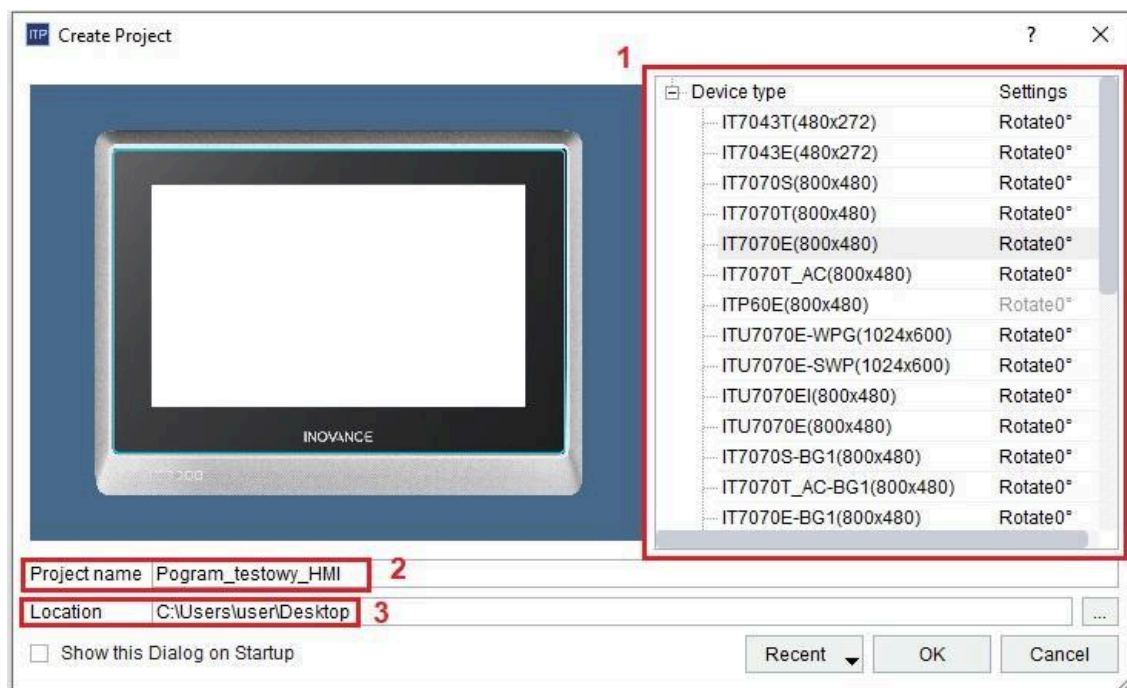 ITP Create Project ? X
1
Device type Settings
IT7043T(480x272) Rotate0°
IT7043E(480x272) Rotate0°
IT7070S(800x480) Rotate0°
IT7070T(800x480) Rotate0°
IT7070E(800x480) Rotate0°
IT7070T_AC(800x480) Rotate0°
ITP60E(800x480) Rotate0°
ITU7070E-WPG(1024x600) Rotate0°
ITU7070E-SWP(1024x600) Rotate0°
ITU7070EI(800x480) Rotate0°
ITU7070E(800x480) Rotate0°
IT7070S-BG1(800x480) Rotate0°
IT7070T_AC-BG1(800x480) Rotate0°
IT7070E-BG1(800x480) Rotate0°
INOVANCE
Project name Pogram_testowy_HMI 2
Location C:\Users\user\Desktop 3 ...
Show this Dialog on Startup Recent OK Cancel